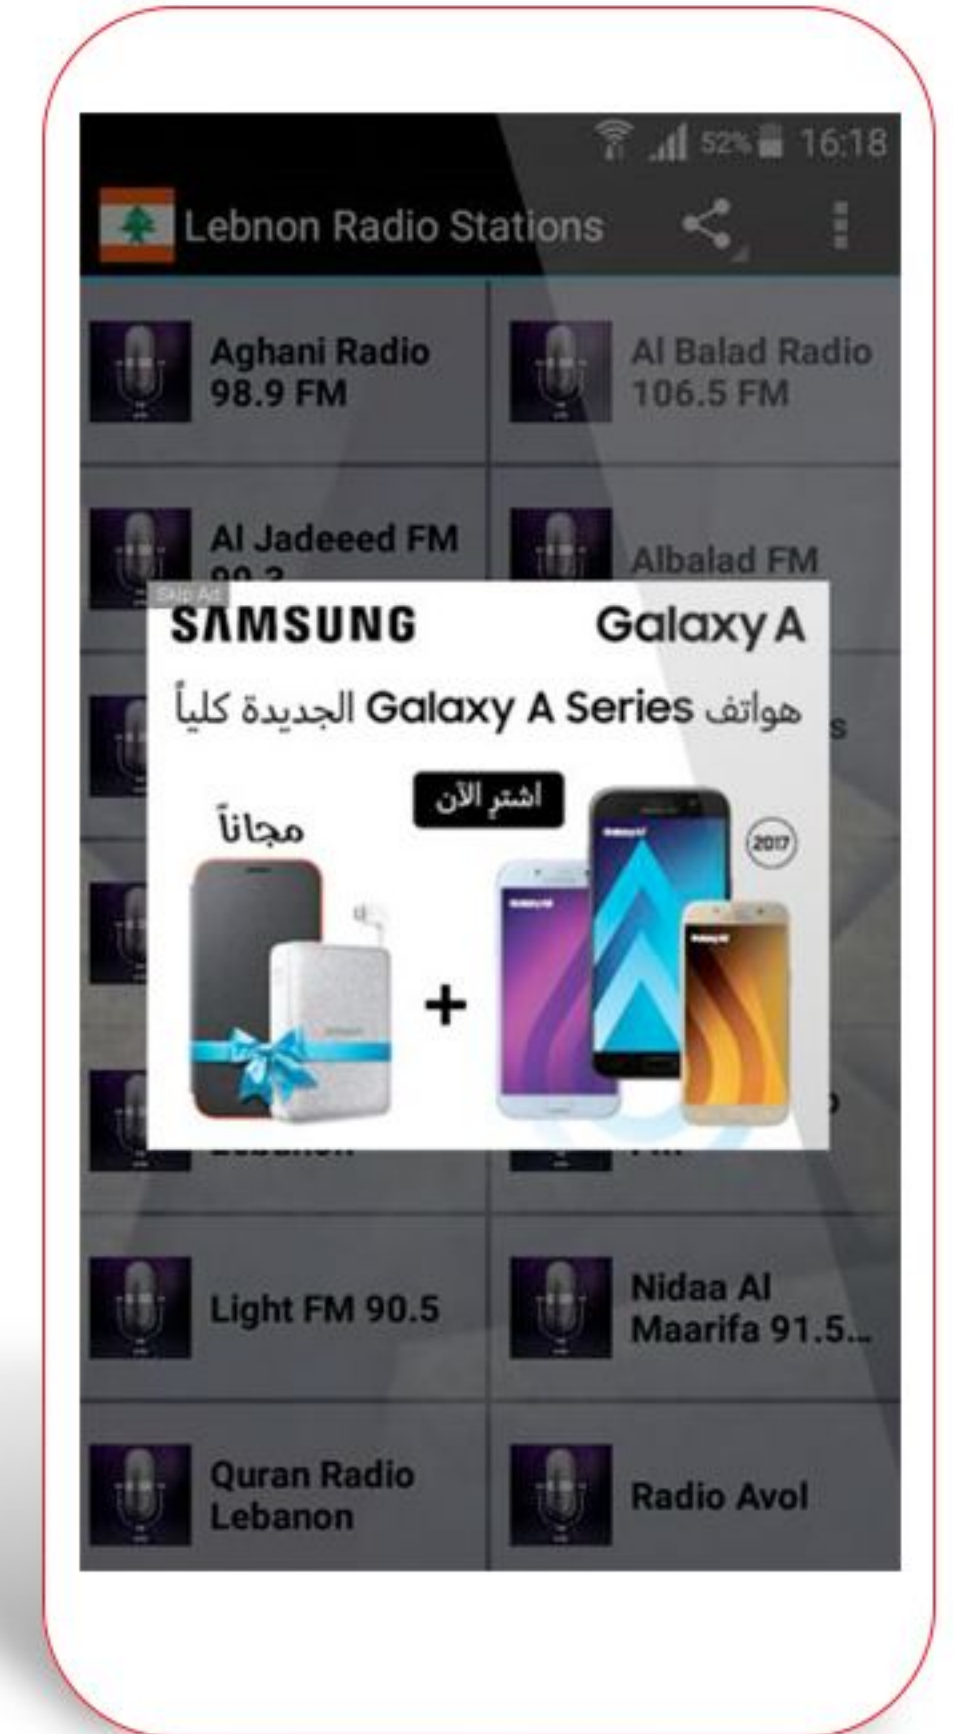 52% 16:18
Lebnon Radio Stations
Aghani Radio
98.9 FM
Al Balad Radio
106.5 FM
Al Jadeeed FM
Albalad FM
Skip Ad
SAMSUNG
Galaxy A
هواتف Galaxy A Series الجديدة كلياً
اشترِ الآن
مجاناً
2017
+
Light FM 90.5
Nidaa Al
Maarifa 91.5...
Quran Radio
Lebanon
Radio Avol